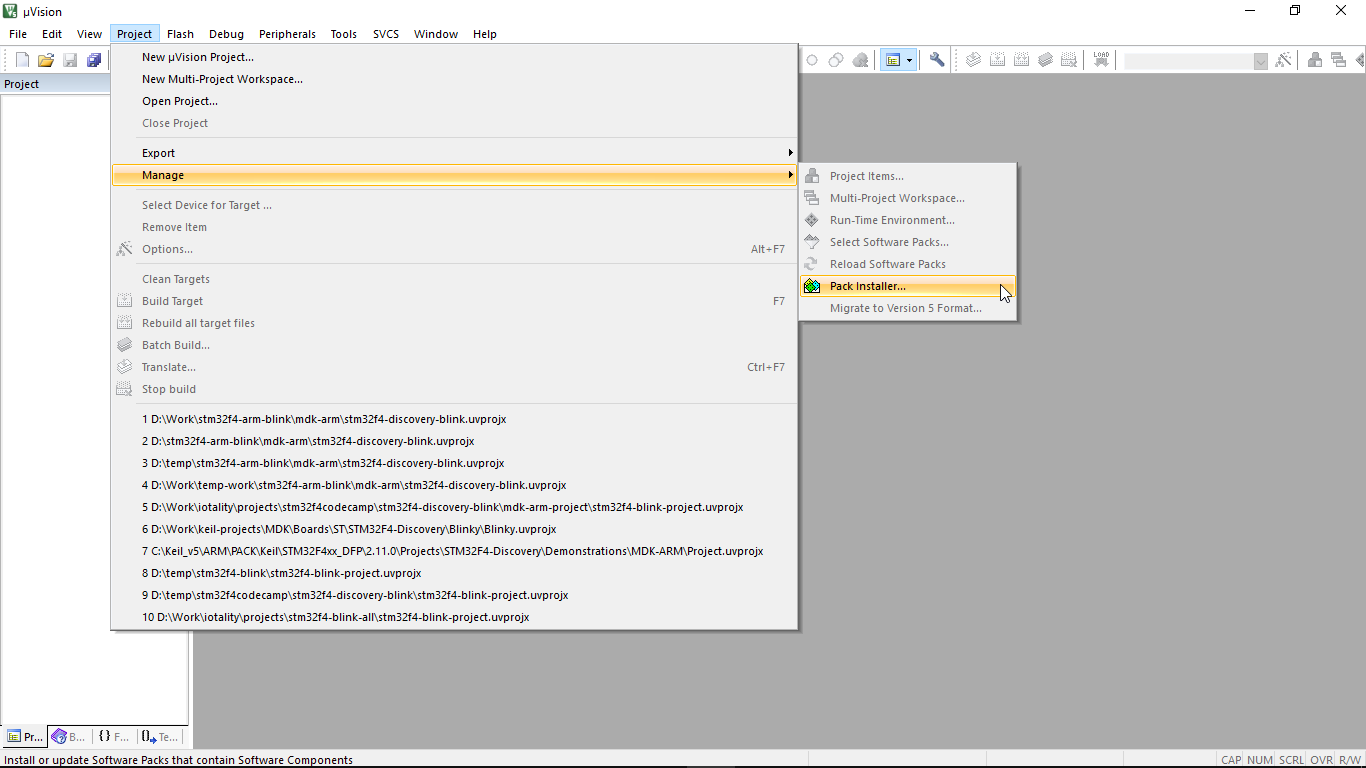 µVision
File Edit View Project Flash Debug Peripherals Tools SVCS Window Help
LOAD
Project
New µVision Project...
New Multi-Project Workspace...
Open Project...
Close Project
Export
Manage
Select Device for Target ...
Remove Item
Options... Alt+F7
Clean Targets
Build Target F7
Rebuild all target files
Batch Build...
Translate... Ctrl+F7
Stop build
1 D:\Work\stm32f4-arm-blink\mdk-arm\stm32f4-discovery-blink.uvprojx
2 D:\stm32f4-arm-blink\mdk-arm\stm32f4-discovery-blink.uvprojx
3 D:\temp\stm32f4-arm-blink\mdk-arm\stm32f4-discovery-blink.uvprojx
4 D:\Work\temp-work\stm32f4-arm-blink\mdk-arm\stm32f4-discovery-blink.uvprojx
5 D:\Work\iotality\projects\stm32f4codecamp\stm32f4-discovery-blink\mdk-arm-project\stm32f4-blink-project.uvprojx
6 D:\Work\keil-projects\MDK\Boards\ST\STM32F4-Discovery\Blinky\Blinky.uvprojx
7 C:\Keil_v5\ARM\PACK\Keil\STM32F4xx_DFP\2.11.0\Projects\STM32F4-Discovery\Demonstrations\MDK-ARM\Project.uvprojx
8 D:\temp\stm32f4-blink\stm32f4-blink-project.uvprojx
9 D:\temp\stm32f4codecamp\stm32f4-discovery-blink\stm32f4-blink-project.uvprojx
10 D:\Work\iotality\projects\stm32f4-blink-all\stm32f4-blink-project.uvprojx
Project Items...
Multi-Project Workspace...
Run-Time Environment...
Select Software Packs...
Reload Software Packs
Pack Installer...
Migrate to Version 5 Format...
Pr... B... {} F... {} Te...
Install or update Software Packs that contain Software Components CAP NUM SCRL OVR R/W